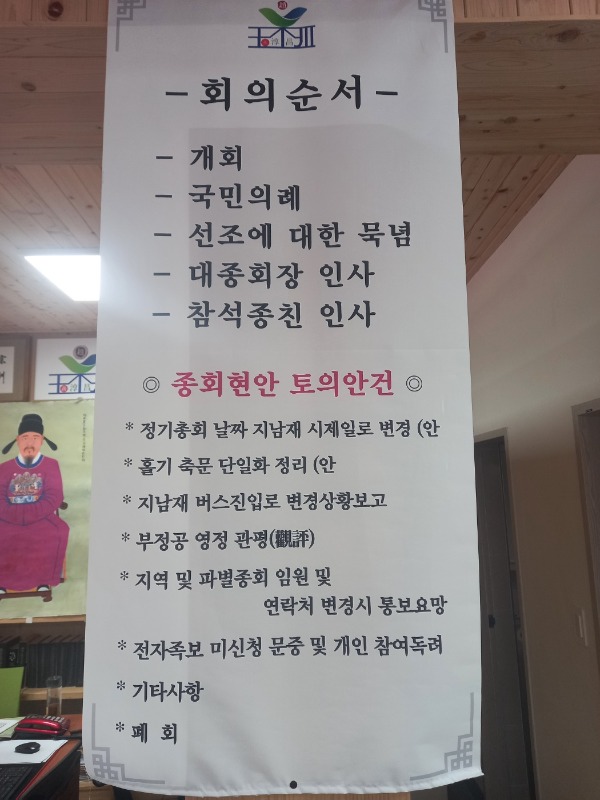 - 회의순서 -
- 개회
- 국민의례
- 선조에 대한 묵념
- 대종회장 인사
- 참석종친 인사
◎ 종회현안 토의안건 ◎
* 정기총회 날짜 지남재 시제일로 변경 (안
* 홀기 축문 단일화 정리 (안
* 지남재 버스진입로 변경상황보고
* 부정공 영정 관평(觀評)
* 지역 및 파별종회 임원 및
연락처 변경시 통보요망
* 전자족보 미신청 문중 및 개인 참여독려
* 기타사항
* 폐 회